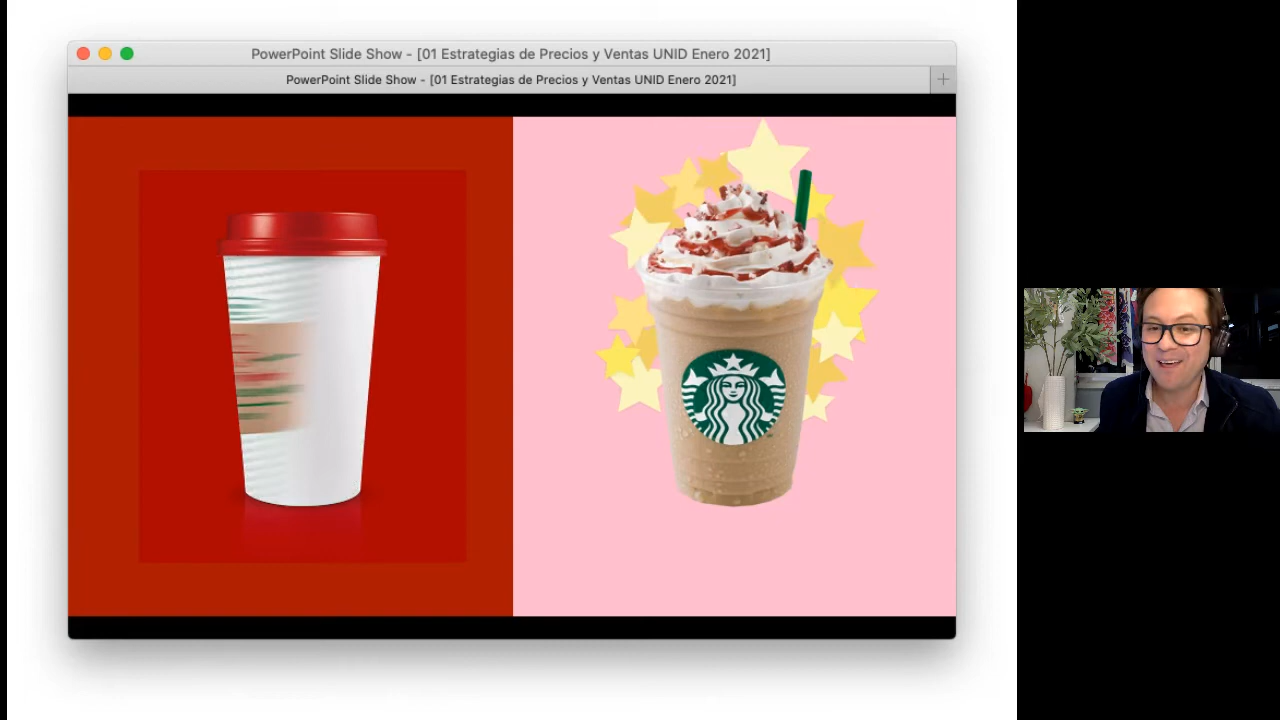 PowerPoint Slide Show - [01 Estrategias de Precios y Ventas UNID Enero 2021]
PowerPoint Slide Show - [01 Estrategias de Precios y Ventas UNID Enero 2021]